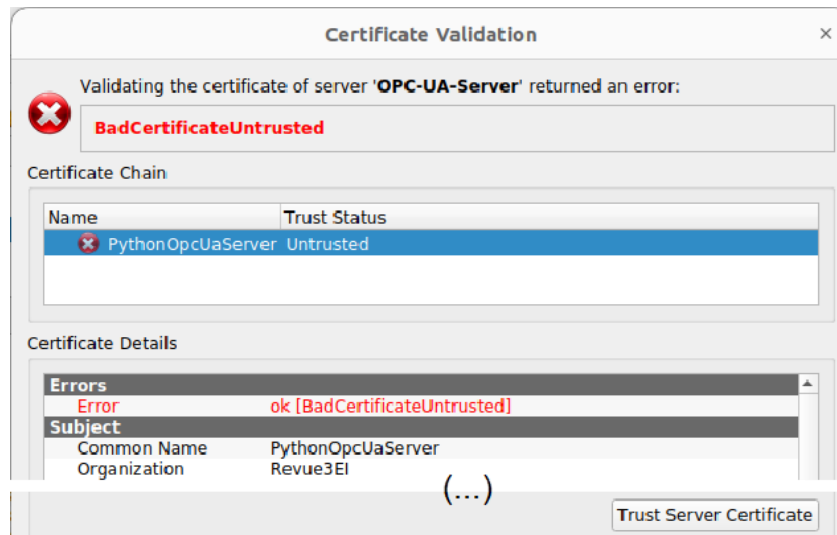 Certificate Validation ×
Validating the certificate of server 'OPC-UA-Server' returned an error:
BadCertificateUntrusted
Certificate Chain
Name Trust Status
PythonOpcUaServer Untrusted
Certificate Details
Errors
Error ok [BadCertificateUntrusted]
Subject
Common Name PythonOpcUaServer
Organization Revue3EI
(...)
Trust Server Certificate